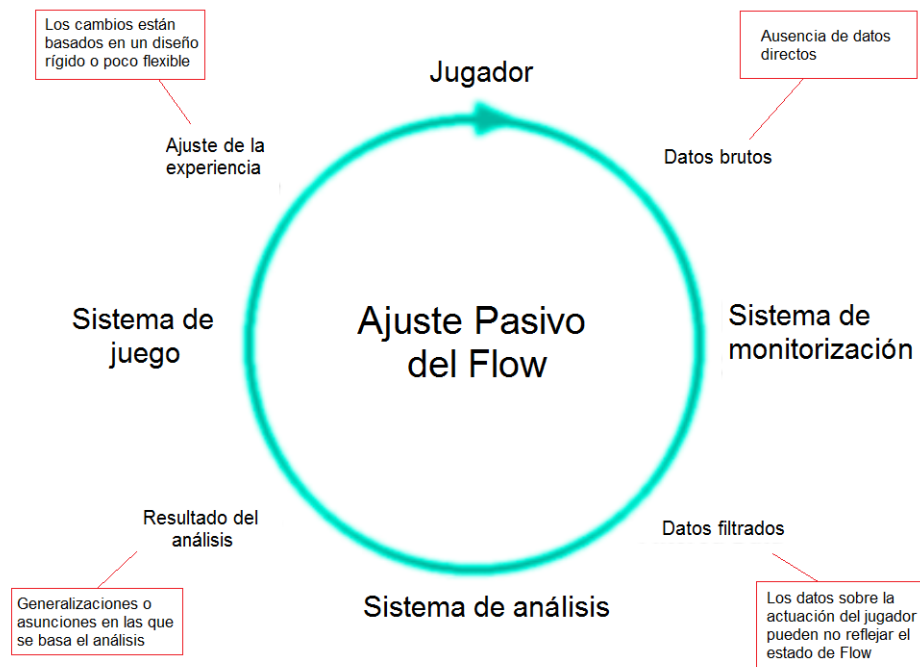 Los cambios están
basados en un diseño
rígido o poco flexible
Jugador
Ausencia de datos
directos
Ajuste de la
experiencia
Datos brutos
Sistema de
juego
Ajuste Pasivo
del Flow
Sistema de
monitorización
Resultado del
análisis
Datos filtrados
Generalizaciones o
asunciones en las que
se basa el análisis
Sistema de análisis
Los datos sobre la
actuación del jugador
pueden no reflejar el
estado de Flow